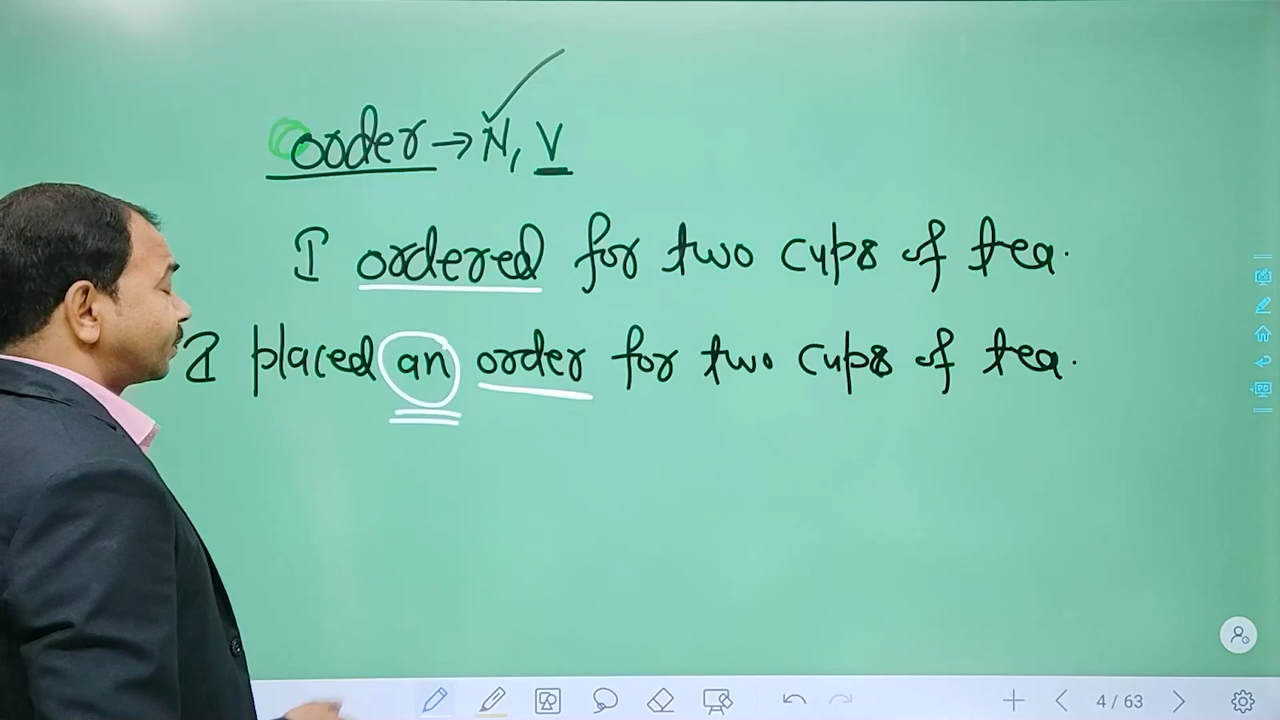 order → N, V
I ordered for two cups of tea.
I placed an order for two cups of tea.
4 / 63